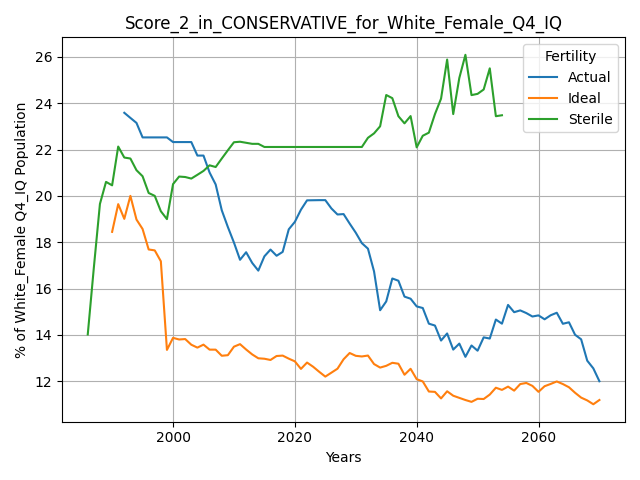 Score_2_in_CONSERVATIVE_for_White_Female_Q4_IQ
% of White_Female Q4_IQ Population
26
24
22
20
18
16
14
12
Fertility
Actual
Ideal
Sterile
2000
2020
2040
2060
Years